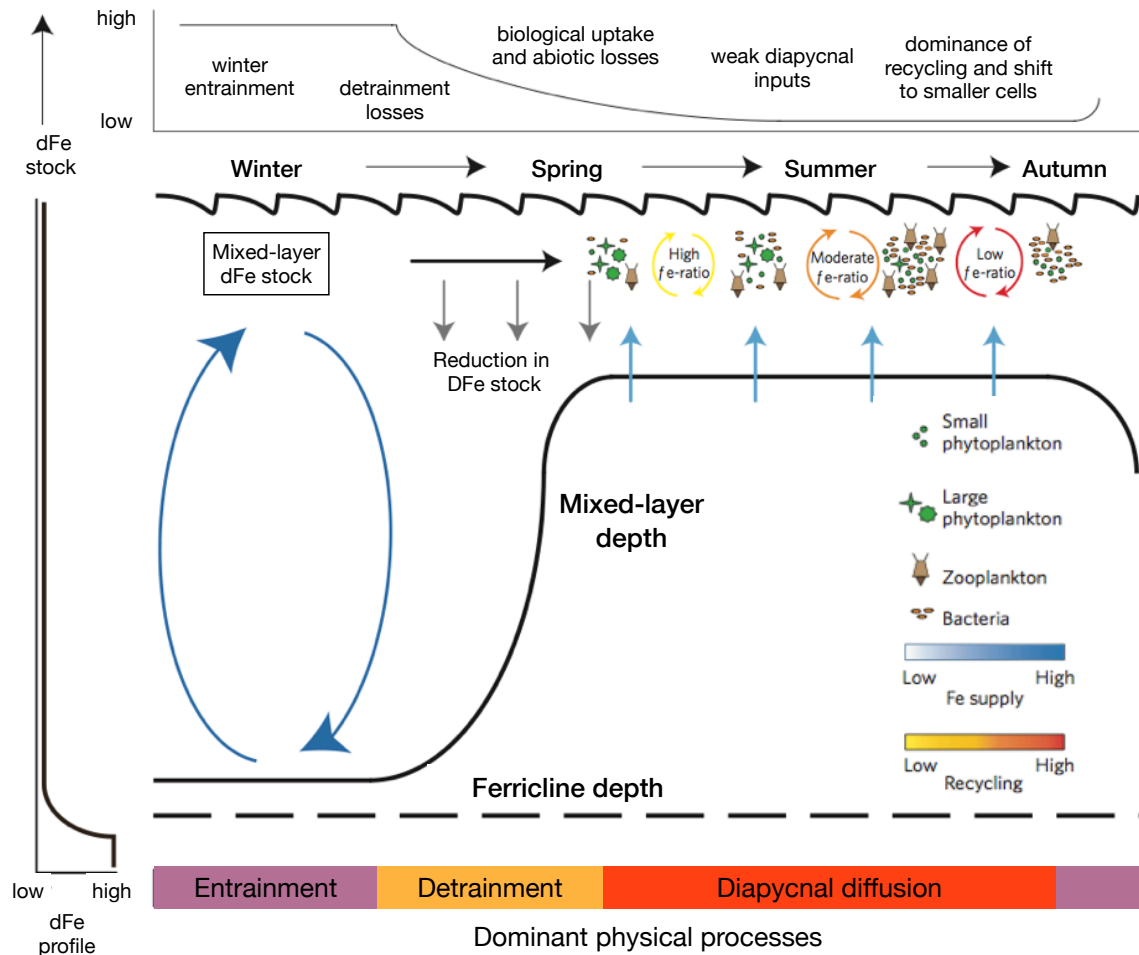 high
low
dFe
stock
winter
entrainment
detrainment
losses
biological uptake
and abiotic losses
weak diapycnal
inputs
dominance of
recycling and shift
to smaller cells
Winter
Spring
Summer
Autumn
Mixed-layer
dFe stock
High
fe-ratio
Moderate
fe-ratio
Low
fe-ratio
Reduction in
DFe stock
Mixed-layer
depth
Small
phytoplankton
Large
phytoplankton
Zooplankton
Bacteria
Low High
Fe supply
Low High
Recycling
Ferricline depth
low high
dFe
profile
Entrainment
Detrainment
Diapycnal diffusion
Dominant physical processes